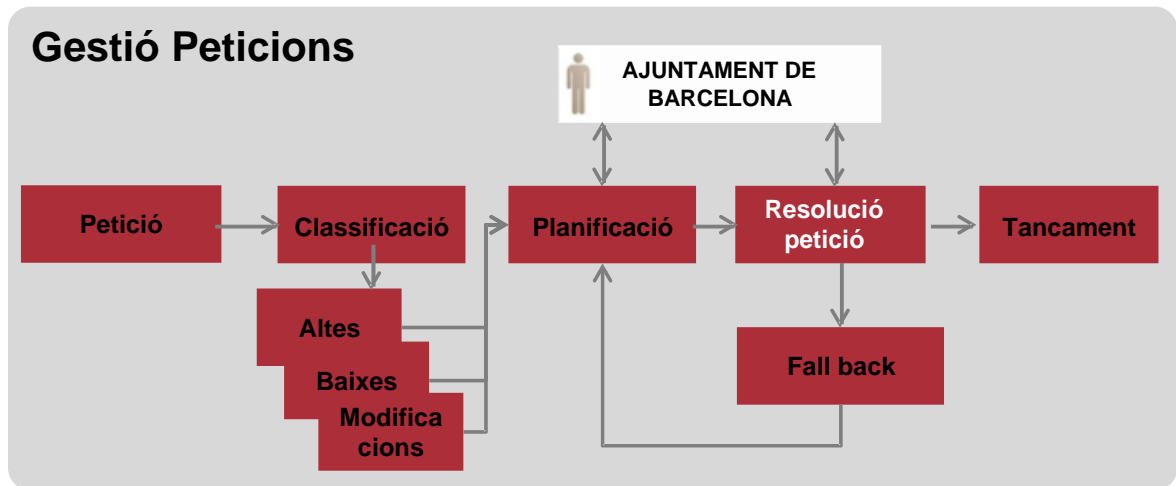 Gestió Peticions
AJUNTAMENT DE
BARCELONA
Petició
Classificació
Planificació
Resolució
petició
Tancament
Altes
Baixes
Modifica
cions
Fall back